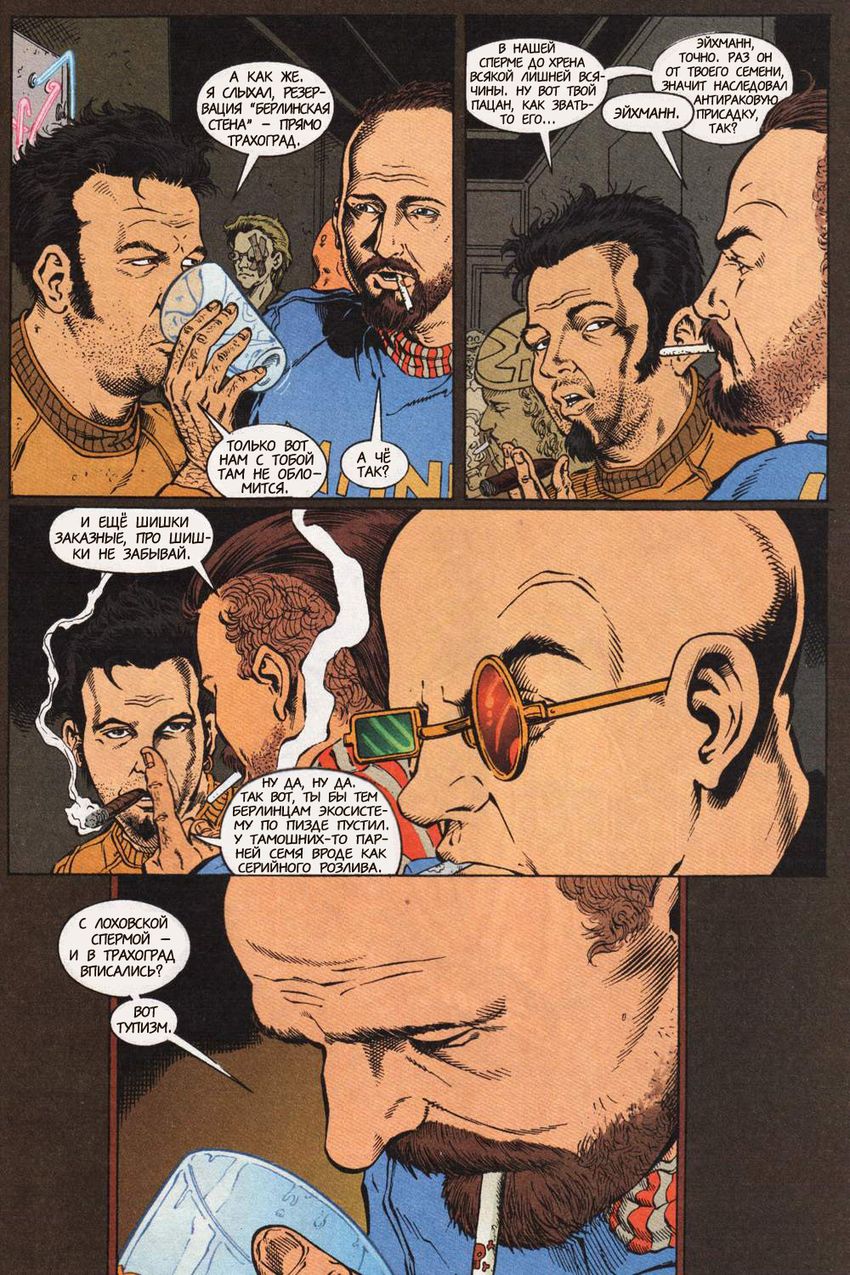 А КАК ЖЕ.
Я СЛЫХАЛ, РЕЗЕР-
ВАЦИЯ "БЕРЛИНСКАЯ
СТЕНА" – ПРЯМО
ТРАХОГРАД.
ТОЛЬКО ВОТ
НАМ С ТОБОЙ
ТАМ НЕ ОБЛО-
МИТСЯ.
А ЧЁ
ТАК?
В НАШЕЙ
СПЕРМЕ ДО ХРЕНА
ВСЯКОЙ ЛИШНЕЙ ВСЯ-
ЧИНЫ. НУ ВОТ ТВОЙ
ПАЦАН, КАК ЗВАТЬ-
ТО ЕГО...
ЭЙХМАНН.
ЭЙХМАНН,
ТОЧНО. РАЗ ОН
ОТ ТВОЕГО СЕМЕНИ,
ЗНАЧИТ НАСЛЕДОВАЛ
АНТИРАКОВУЮ
ПРИСАДКУ,
ТАК?
И ЕЩЁ ШИШКИ
ЗАКАЗНЫЕ, ПРО ШИШ-
КИ НЕ ЗАБЫВАЙ.
НУ ДА, НУ ДА.
ТАК ВОТ, ТЫ БЫ ТЕМ
БЕРЛИНЦАМ ЭКОСИСТЕ-
МУ ПО ПИЗДЕ ПУСТИЛ.
У ТАМОШНИХ-ТО ПАР-
НЕЙ СЕМЯ ВРОДЕ КАК
СЕРИЙНОГО РОЗЛИВА.
С ЛОХОВСКОЙ
СПЕРМОЙ –
И В ТРАХОГРАД
ВПИСАЛИСЬ?
ВОТ
ТУПИЗМ.